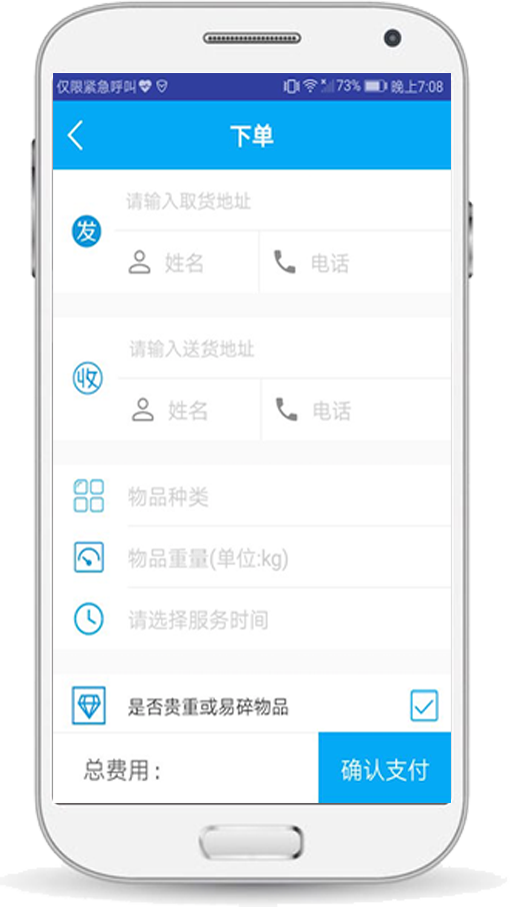 仅限紧急呼叫 73% 晚上7:08
下单
请输入取货地址
发
姓名 电话
请输入送货地址
收
姓名 电话
物品种类
物品重量(单位:kg)
请选择服务时间
是否贵重或易碎物品
总费用: 确认支付